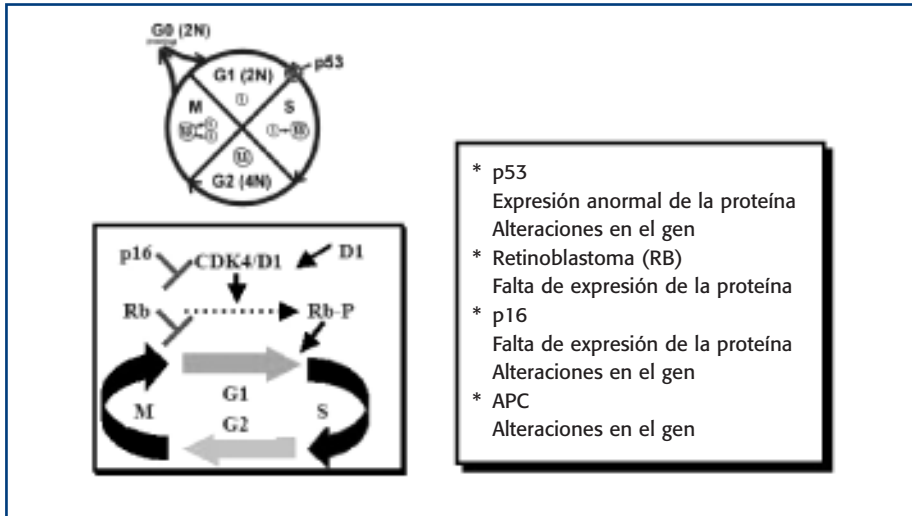 G0 (2N)
p53
G1 (2N)
M
S
G2 (4N)
p16
CDK4/D1
D1
Rb
Rb-P
G1
M
S
G2
* p53
Expresión anormal de la proteína
Alteraciones en el gen
* Retinoblastoma (RB)
Falta de expresión de la proteína
* p16
Falta de expresión de la proteína
Alteraciones en el gen
* APC
Alteraciones en el gen